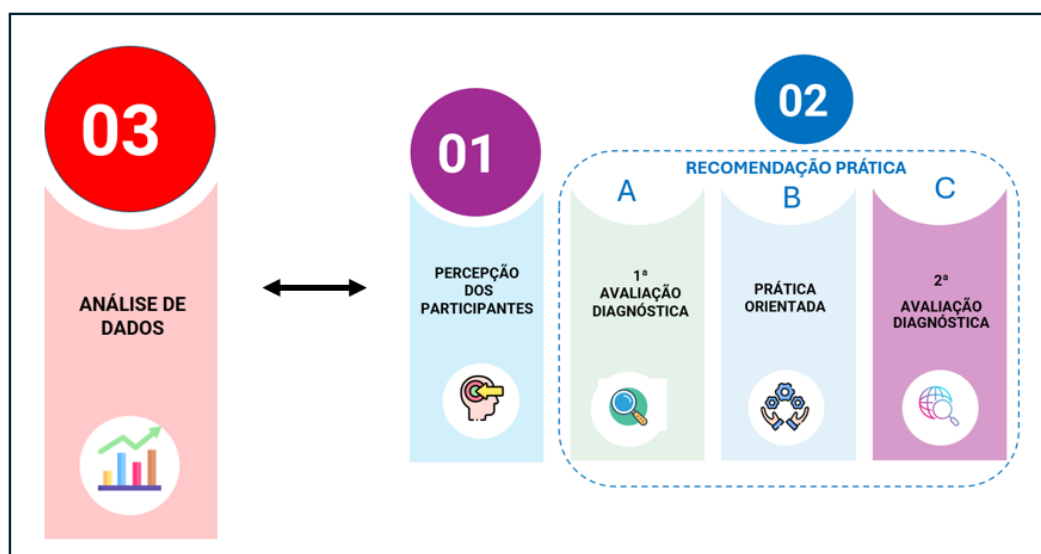 03
ANÁLISE DE
DADOS
01
PERCEPÇÃO
DOS
PARTICIPANTES
02
RECOMENDAÇÃO PRÁTICA
A
1ª
AVALIAÇÃO
DIAGNÓSTICA
B
PRÁTICA
ORIENTADA
C
2ª
AVALIAÇÃO
DIAGNÓSTICA